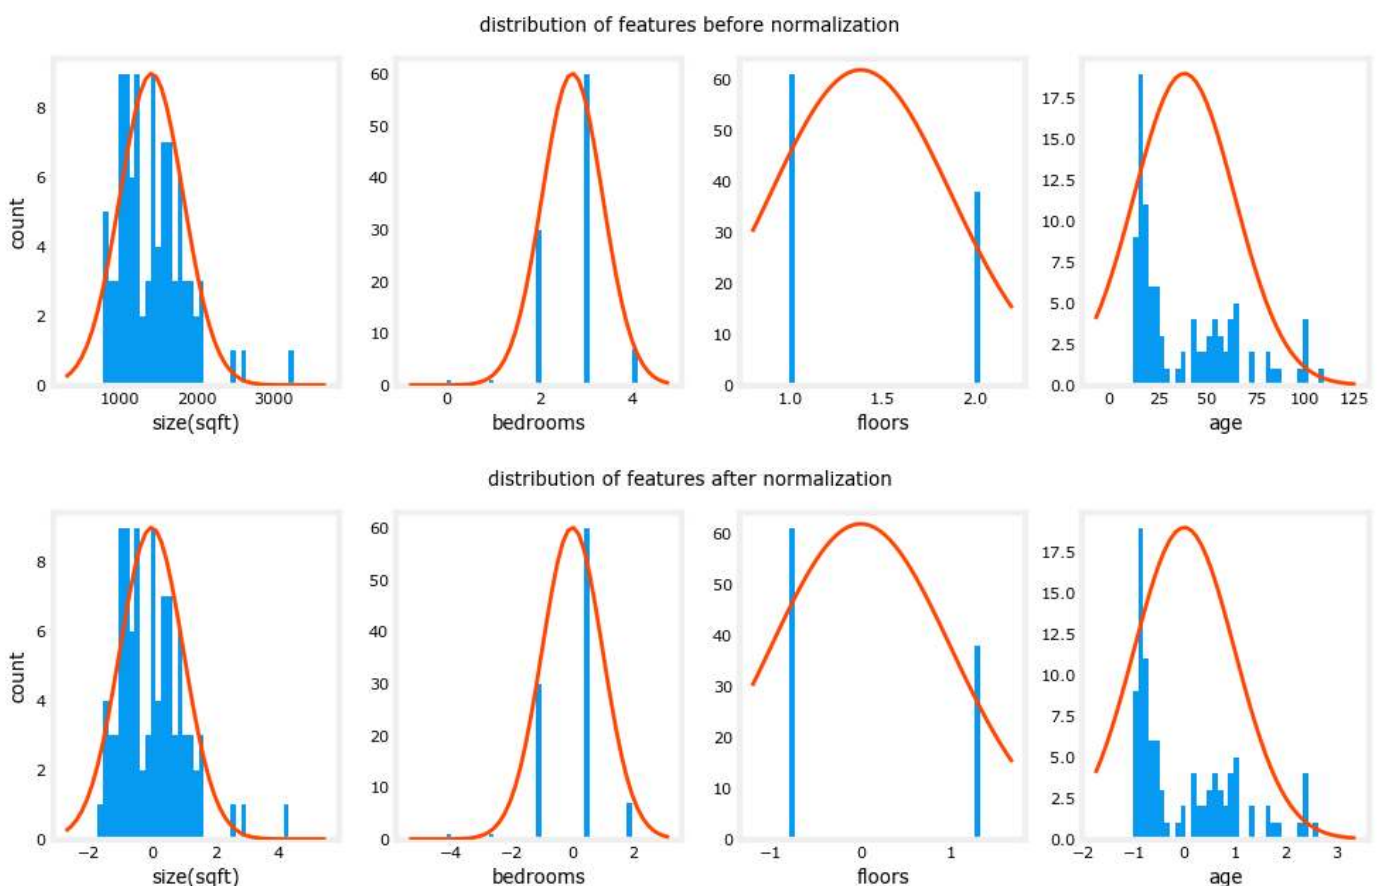 distribution of features before normalization
count
8
6
4
2
0
1000 2000 3000
size(sqft)
60
50
40
30
20
10
0
0 2 4
bedrooms
60
50
40
30
20
10
0
1.0 1.5 2.0
floors
17.5
15.0
12.5
10.0
7.5
5.0
2.5
0.0
0 25 50 75 100 125
age
distribution of features after normalization
count
8
6
4
2
0
−2 0 2 4
size(sqft)
60
50
40
30
20
10
0
−4 −2 0 2
bedrooms
60
50
40
30
20
10
0
−1 0 1
floors
17.5
15.0
12.5
10.0
7.5
5.0
2.5
0.0
−2 −1 0 1 2 3
age